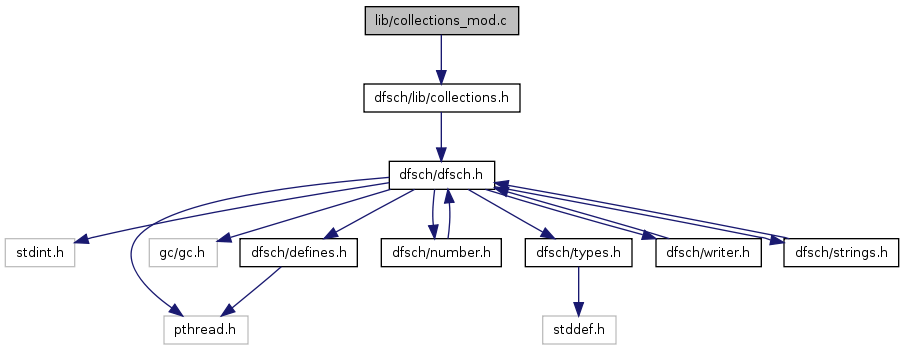 lib/collections_mod.c
dfsch/lib/collections.h
dfsch/dfsch.h
stdint.h
gc/gc.h
dfsch/defines.h
dfsch/number.h
dfsch/types.h
dfsch/writer.h
dfsch/strings.h
pthread.h
stddef.h